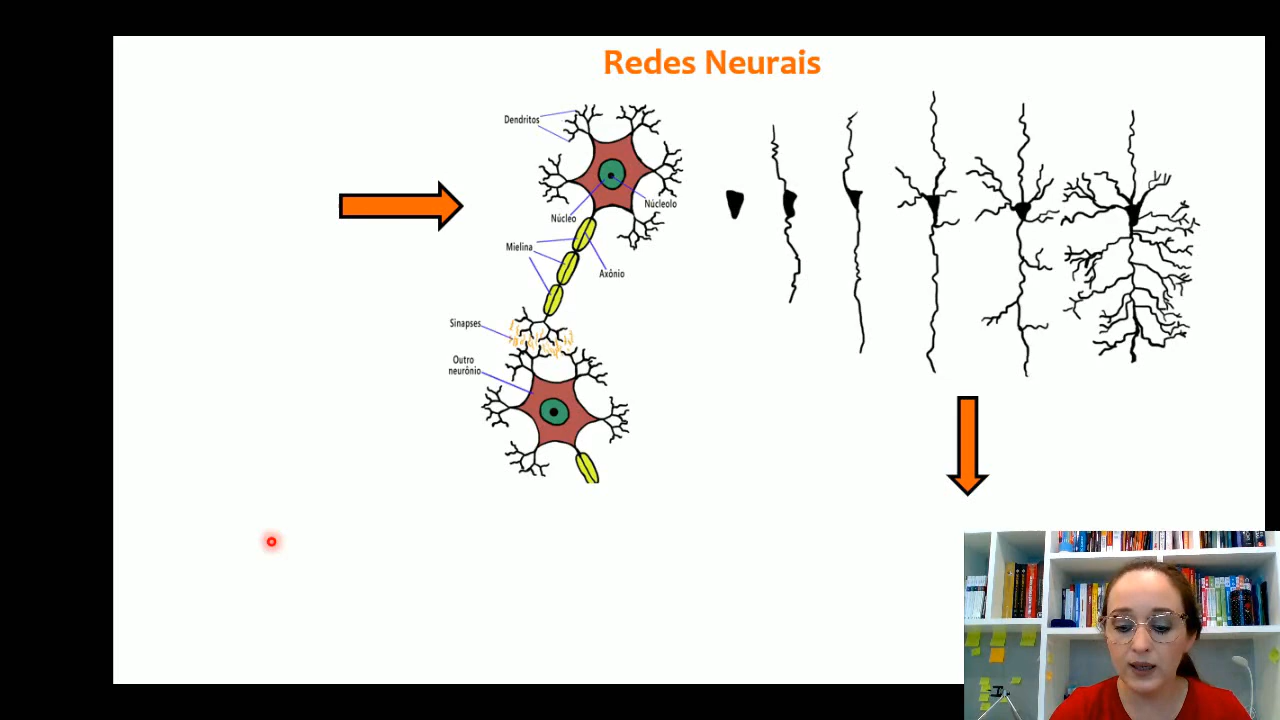 Redes Neurais
Dendritos
Núcleo
Núcleolo
Mielina
Axônio
Sinapses
Outro
neurônio